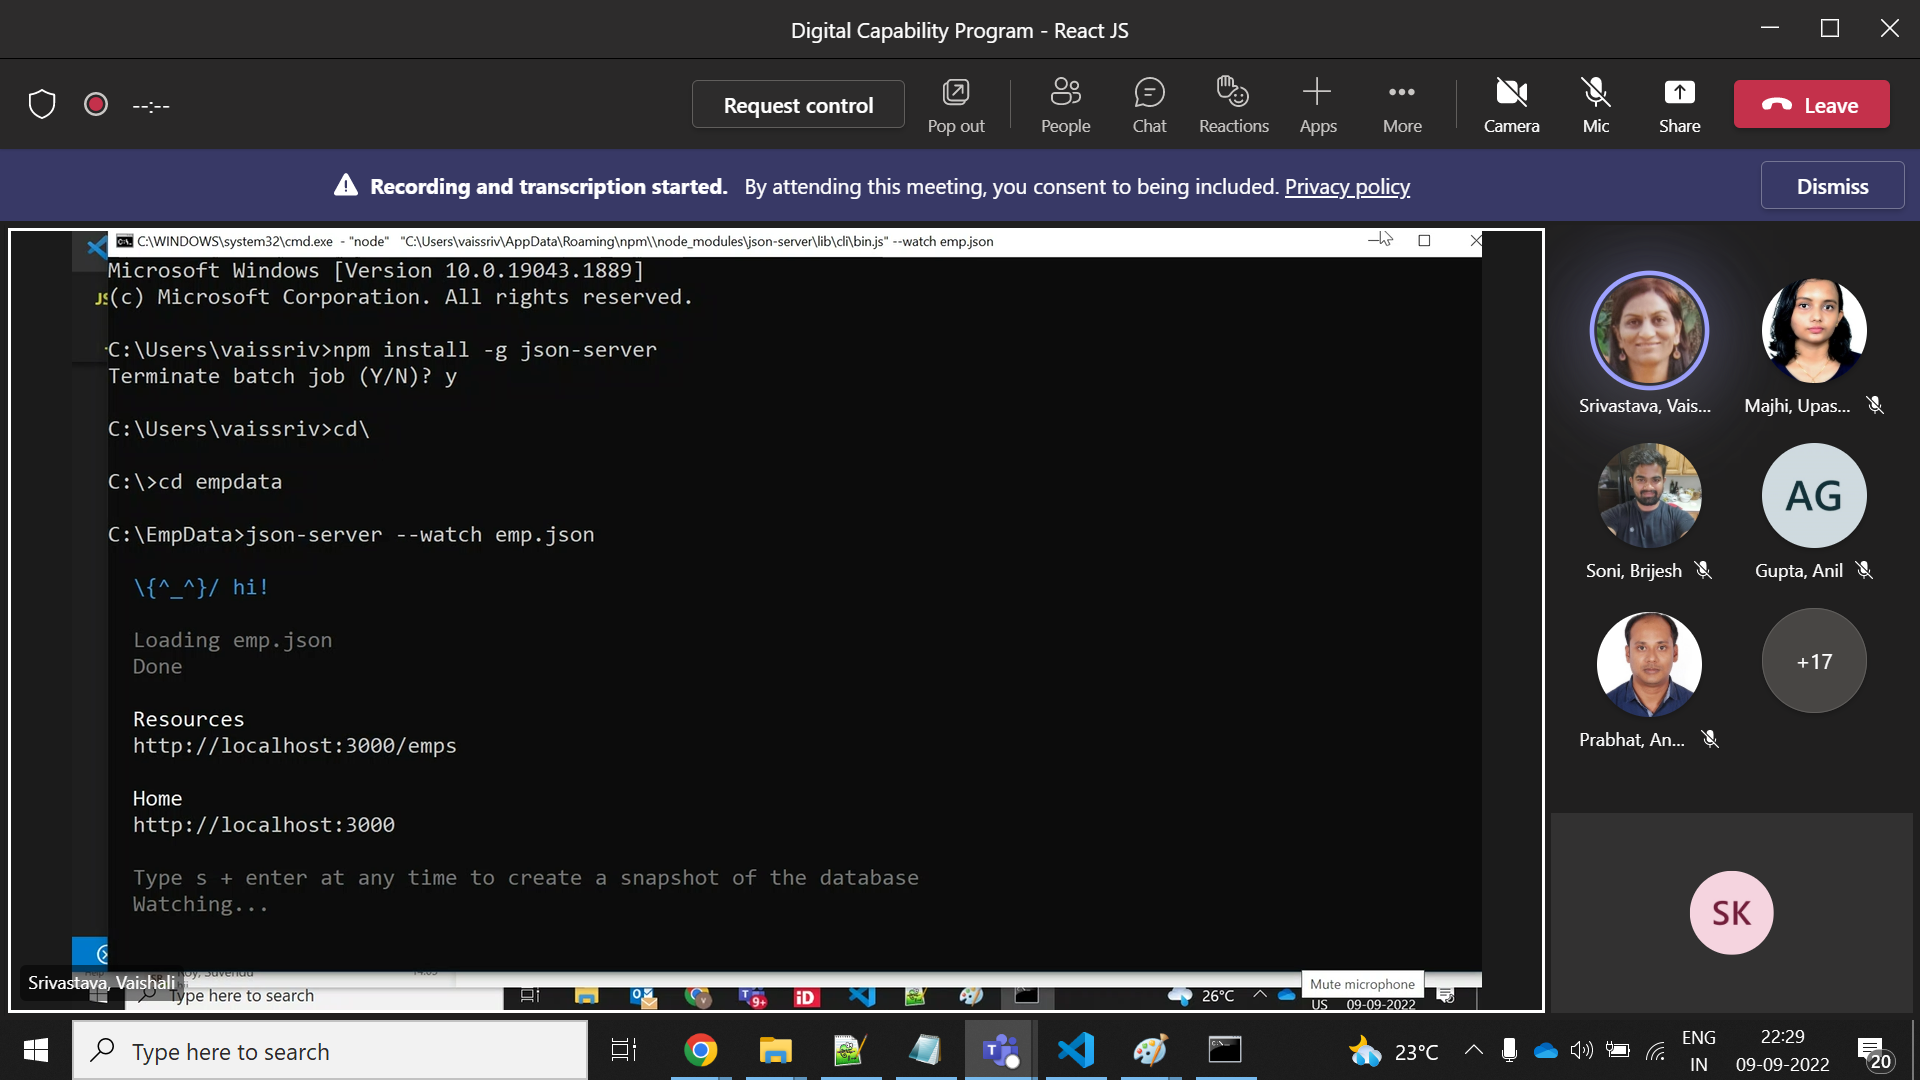 Digital Capability Program - React JS
--:--
Request control
Pop out
People
Chat
Reactions
Apps
More
Camera
Mic
Share
Leave
Recording and transcription started. By attending this meeting, you consent to being included. Privacy policy
Dismiss
C:\WINDOWS\system32\cmd.exe - "node" "C:\Users\vaissriv\AppData\Roaming\npm\\node_modules\json-server\lib\cli\bin.js" --watch emp.json
Microsoft Windows [Version 10.0.19043.1889]
(c) Microsoft Corporation. All rights reserved.
C:\Users\vaissriv>npm install -g json-server
Terminate batch job (Y/N)? y
C:\Users\vaissriv>cd\
C:\>cd empdata
C:\EmpData>json-server --watch emp.json
\{^_^}/ hi!
Loading emp.json
Done
Resources
http://localhost:3000/emps
Home
http://localhost:3000
Type s + enter at any time to create a snapshot of the database
Watching...
Srivastava, Vaishali
Type here to search
26°C
Mute microphone
US
09-09-2022
Srivastava, Vais...
Majhi, Upas...
Soni, Brijesh
AG
Gupta, Anil
Prabhat, An...
+17
SK
Type here to search
23°C
ENG
IN
22:29
09-09-2022
20